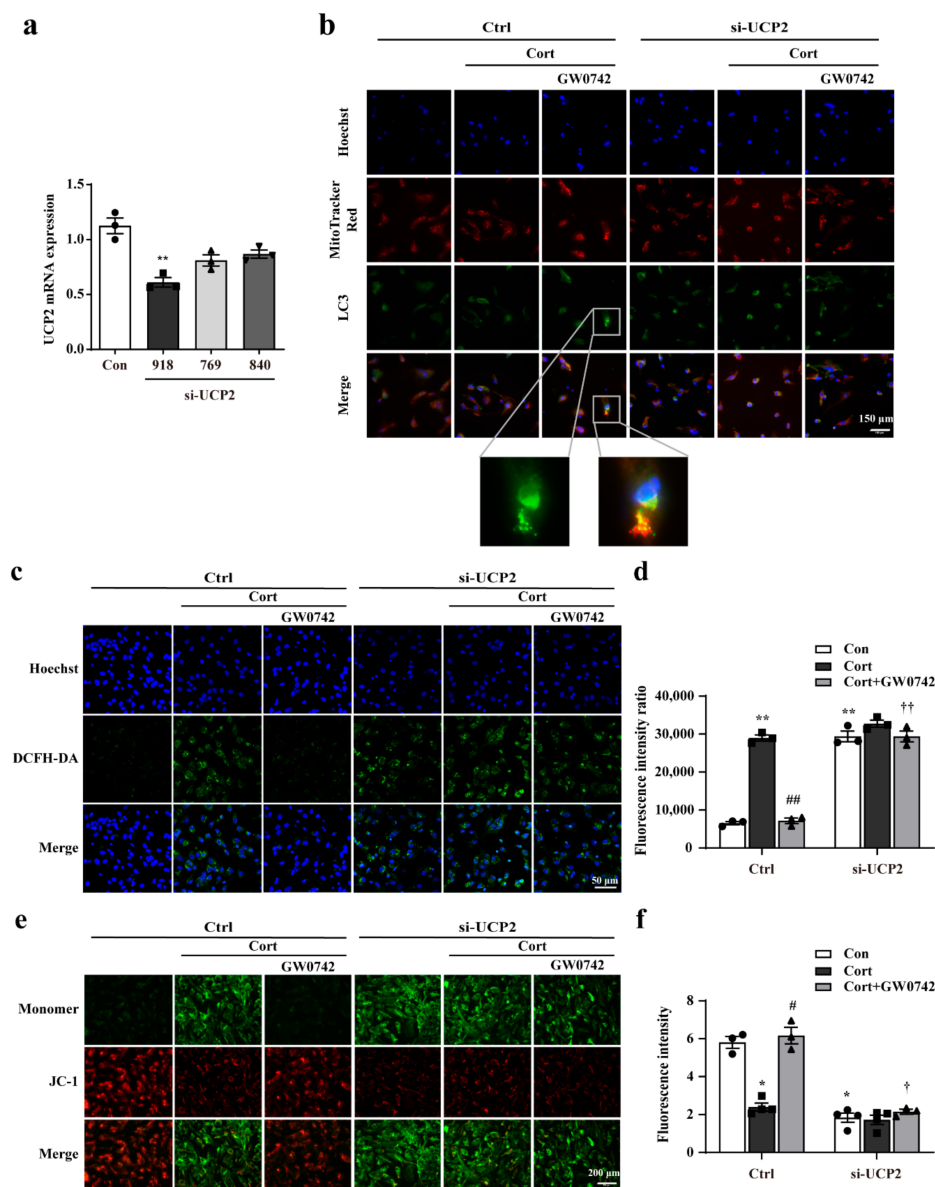 a
UCP2 mRNA expression
1.5
1.0
0.5
0.0
**
Con
918
769
840
si-UCP2
b
Ctrl
si-UCP2
Cort
Cort
GW0742
GW0742
Hoechst
MitoTracker
Red
LC3
Merge
150 μm
c
Ctrl
si-UCP2
Cort
Cort
GW0742
GW0742
Hoechst
DCFH-DA
Merge
50 μm
d
Con
Cort
Cort+GW0742
Fluorescence intensity ratio
40,000
30,000
20,000
10,000
0
**
##
**
††
Ctrl
si-UCP2
e
Ctrl
si-UCP2
Cort
Cort
GW0742
GW0742
Monomer
JC-1
Merge
200 μm
f
Con
Cort
Cort+GW0742
Fluorescence intensity
8
6
4
2
0
*
#
*
†
Ctrl
si-UCP2